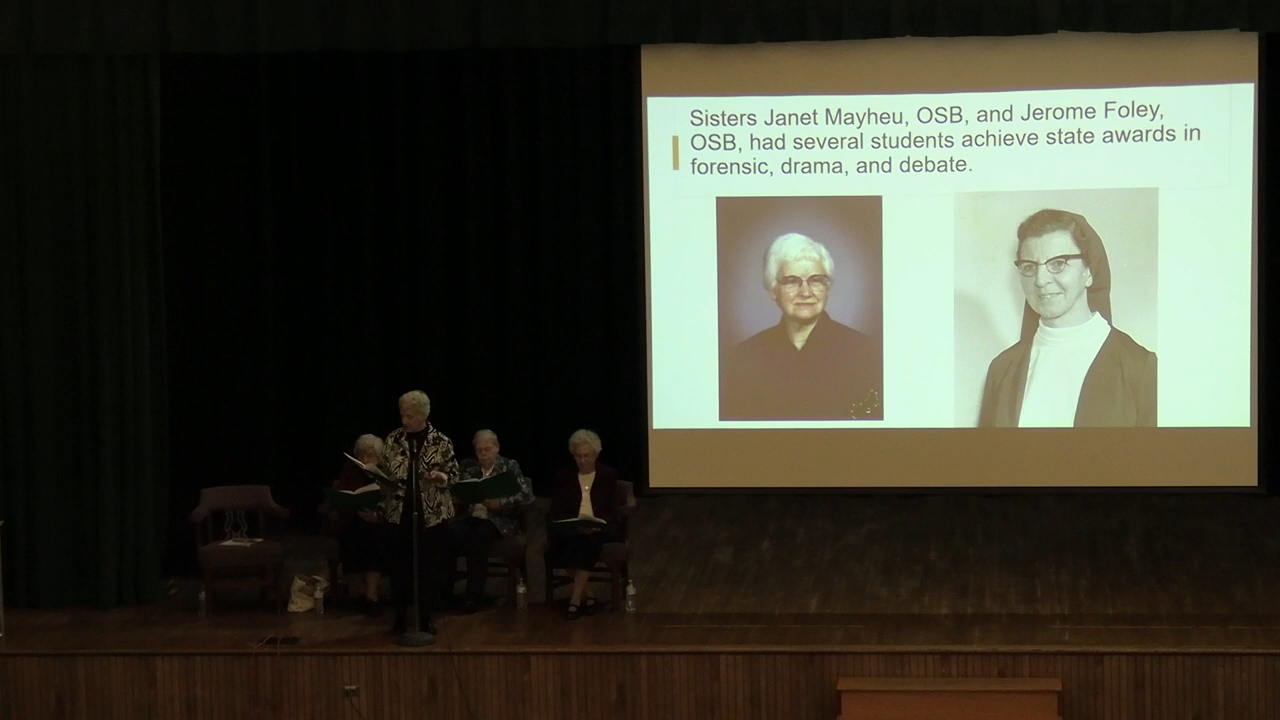 Sisters Janet Mayheu, OSB, and Jerome Foley,
OSB, had several students achieve state awards in
forensic, drama, and debate.